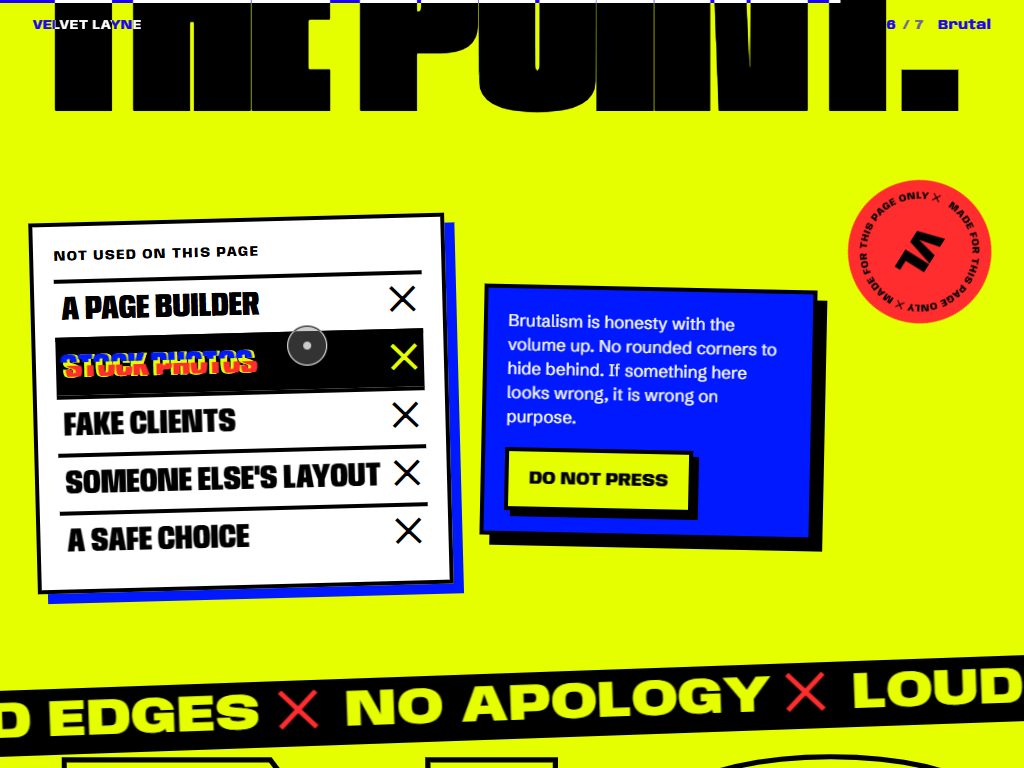 THE POINT.
VELVET LAYNE
6 / 7 Brutal
MADE FOR THIS PAGE ONLY ✕ MADE FOR THIS PAGE ONLY ✕
VL
NOT USED ON THIS PAGE
A PAGE BUILDER
STOCK PHOTOS
FAKE CLIENTS
SOMEONE ELSE'S LAYOUT
A SAFE CHOICE
Brutalism is honesty with the
volume up. No rounded corners to
hide behind. If something here
looks wrong, it is wrong on
purpose.
DO NOT PRESS
D EDGES ✕ NO APOLOGY ✕ LOUD